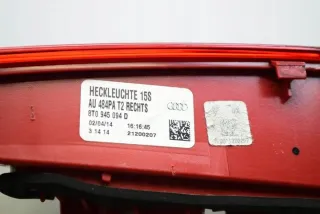 HECKLEUCHTE 15S
AU 484PA T2 RECHTS
8T0 945 094 D
02/04/14 16:16:45
3 14 14 21200207